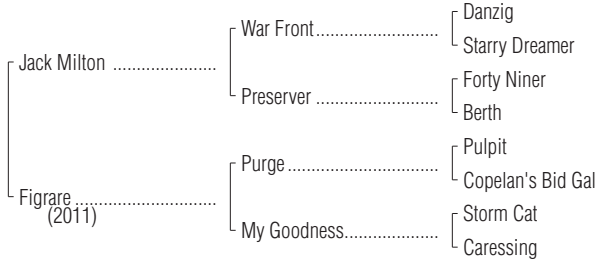 Danzig
War Front
Starry Dreamer
Jack Milton
Forty Niner
Preserver
Berth
Pulpit
Purge
Copelan's Bid Gal
Figrare
(2011)
Storm Cat
My Goodness
Caressing